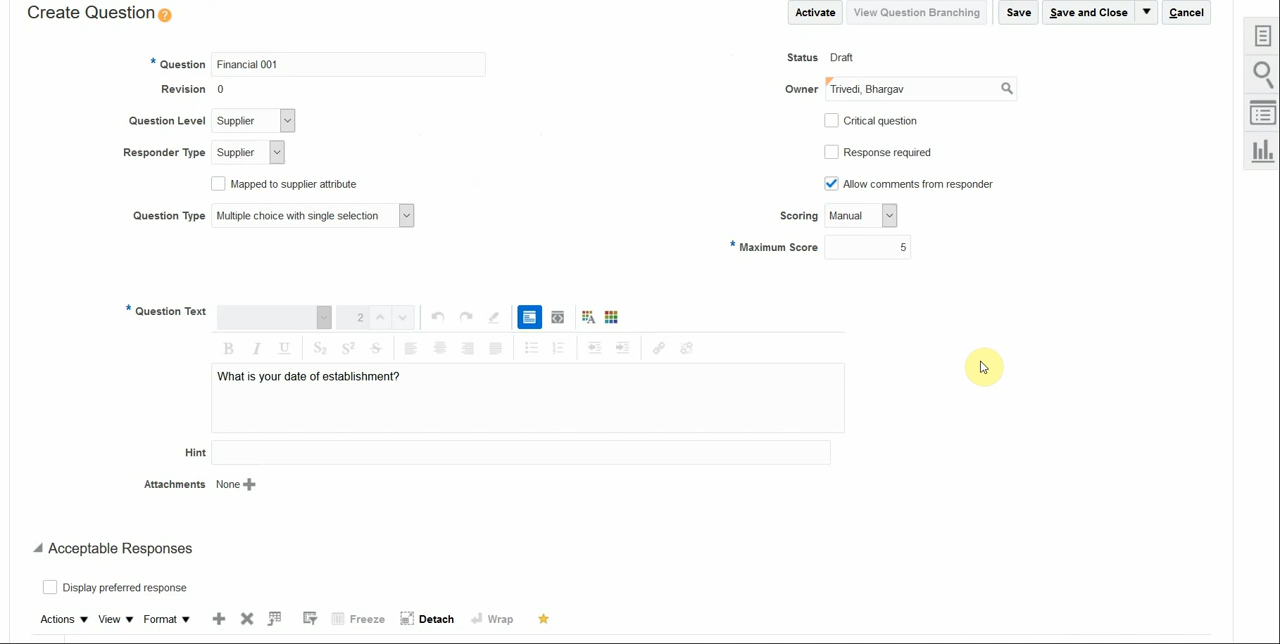 Create Question ?
Activate View Question Branching Save Save and Close Cancel
* Question Financial 001
Revision 0
Question Level Supplier
Responder Type Supplier
Mapped to supplier attribute
Question Type Multiple choice with single selection
Status Draft
Owner Trivedi, Bhargav
Critical question
Response required
Allow comments from responder
Scoring Manual
* Maximum Score 5
* Question Text 2
B I U S2 S2 S
What is your date of establishment?
Hint
Attachments None
Acceptable Responses
Display preferred response
Actions View Format Freeze Detach Wrap